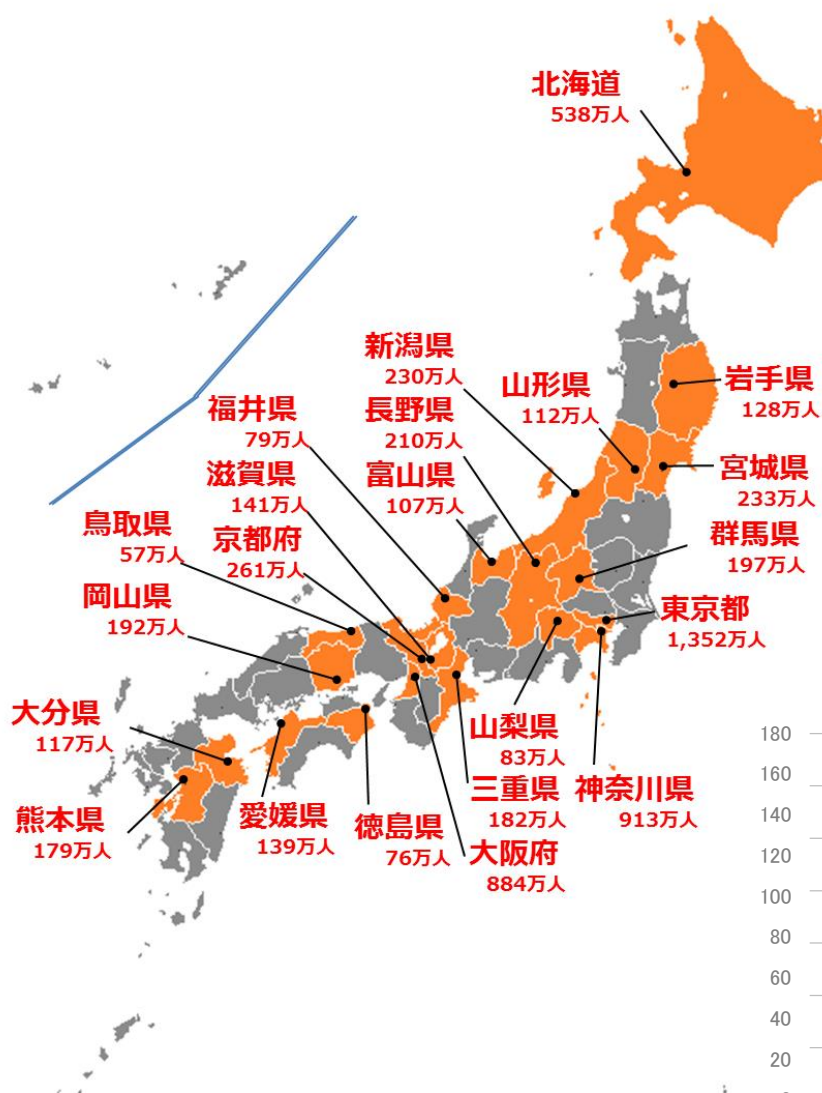 北海道
538万人
新潟県
230万人
山形県
112万人
岩手県
128万人
福井県
79万人
長野県
210万人
宮城県
233万人
滋賀県
141万人
富山県
107万人
鳥取県
57万人
京都府
261万人
群馬県
197万人
岡山県
192万人
東京都
1,352万人
大分県
117万人
山梨県
83万人
熊本県
179万人
愛媛県
139万人
徳島県
76万人
三重県
182万人
神奈川県
913万人
大阪府
884万人
180
160
140
120
100
80
60
40
20